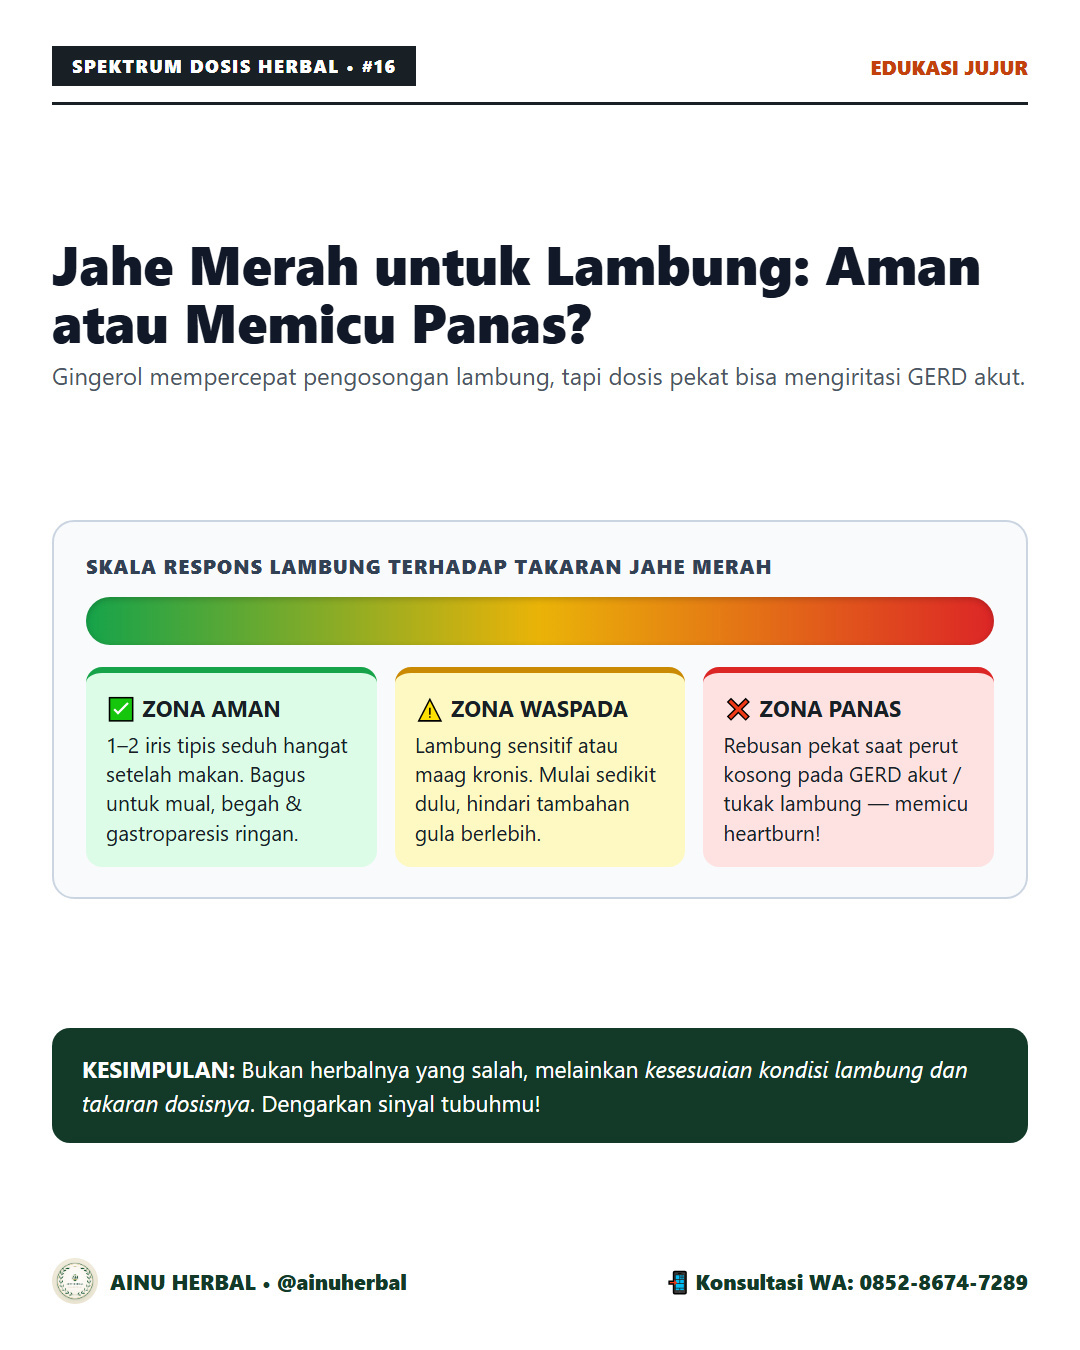 SPEKTRUM DOSIS HERBAL • #16
EDUKASI JUJUR
Jahe Merah untuk Lambung: Aman
atau Memicu Panas?
Gingerol mempercepat pengosongan lambung, tapi dosis pekat bisa mengiritasi GERD akut.
SKALA RESPONS LAMBUNG TERHADAP TAKARAN JAHE MERAH
✅ ZONA AMAN
1–2 iris tipis seduh hangat
setelah makan. Bagus
untuk mual, begah &
gastroparesis ringan.
⚠ ZONA WASPADA
Lambung sensitif atau
maag kronis. Mulai sedikit
dulu, hindari tambahan
gula berlebih.
❌ ZONA PANAS
Rebusan pekat saat perut
kosong pada GERD akut /
tukak lambung — memicu
heartburn!
KESIMPULAN: Bukan herbalnya yang salah, melainkan kesesuaian kondisi lambung dan
takaran dosisnya. Dengarkan sinyal tubuhmu!
AINU HERBAL • @ainuherbal
📲 Konsultasi WA: 0852-8674-7289